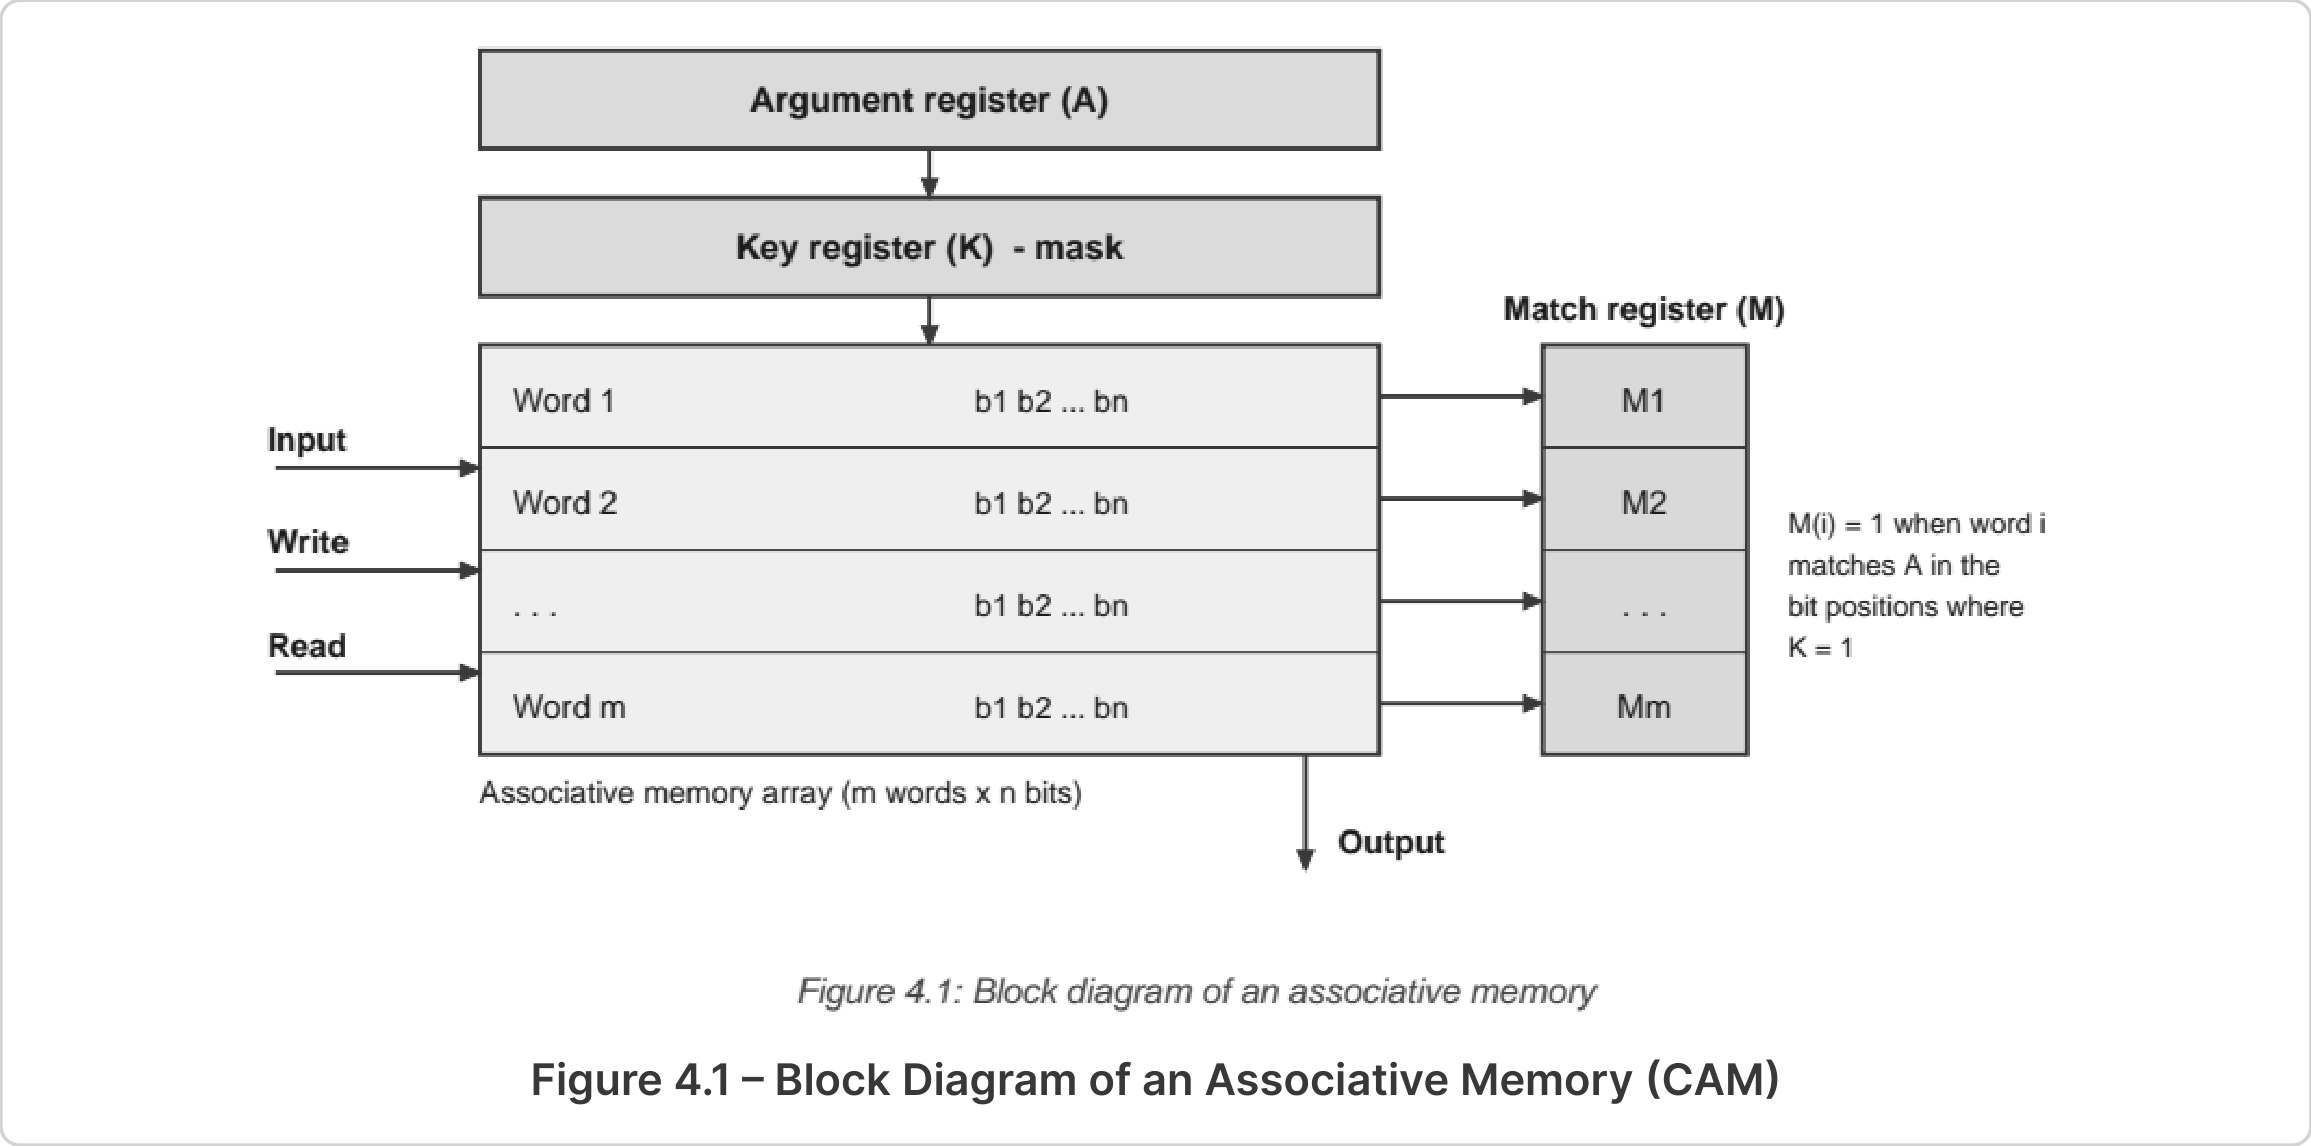 Argument register (A)
Key register (K) - mask
Match register (M)
Word 1 b1 b2 ... bn M1
Input
Word 2 b1 b2 ... bn M2
Write
. . . b1 b2 ... bn . . .
Read
Word m b1 b2 ... bn Mm
M(i) = 1 when word i
matches A in the
bit positions where
K = 1
Associative memory array (m words x n bits)
Output
Figure 4.1: Block diagram of an associative memory
Figure 4.1 – Block Diagram of an Associative Memory (CAM)